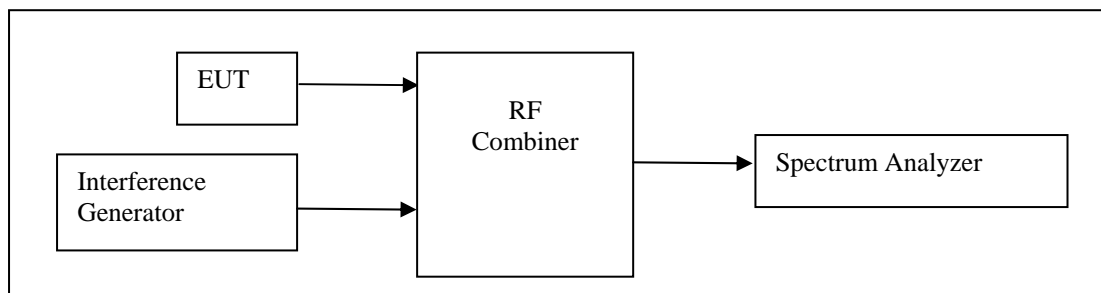 EUT
RF
Combiner
Spectrum Analyzer
Interference
Generator